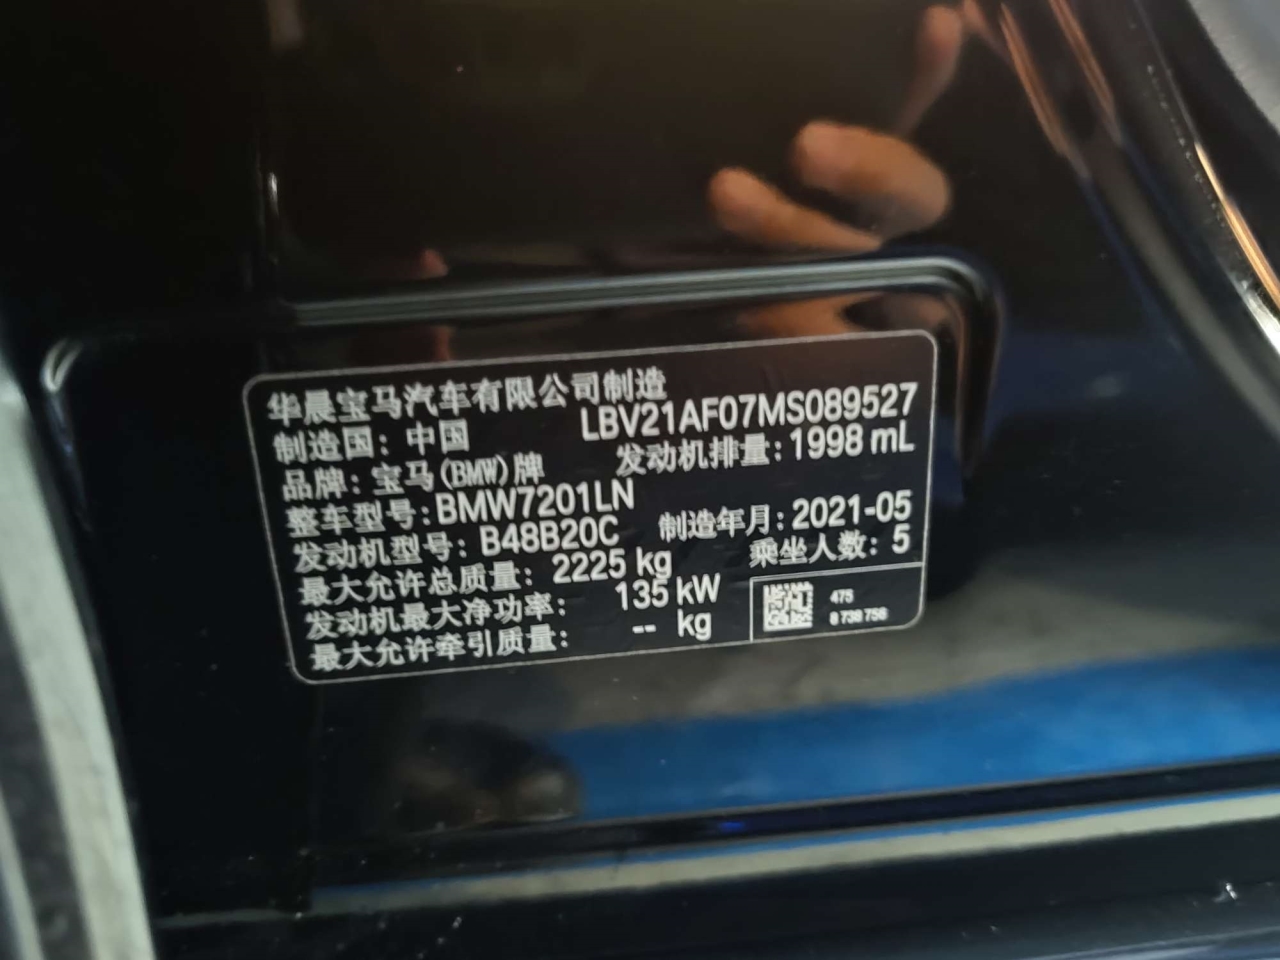 华晨宝马汽车有限公司制造
制造国：中国 LBV21AF07MS089527
品牌：宝马(BMW)牌 发动机排量：1998 mL
整车型号：BMW7201LN
发动机型号：B48B20C 制造年月：2021-05
最大允许总质量：2225 kg 乘坐人数：5
发动机最大净功率：135 kW
最大允许牵引质量：-- kg
475
8 738 756